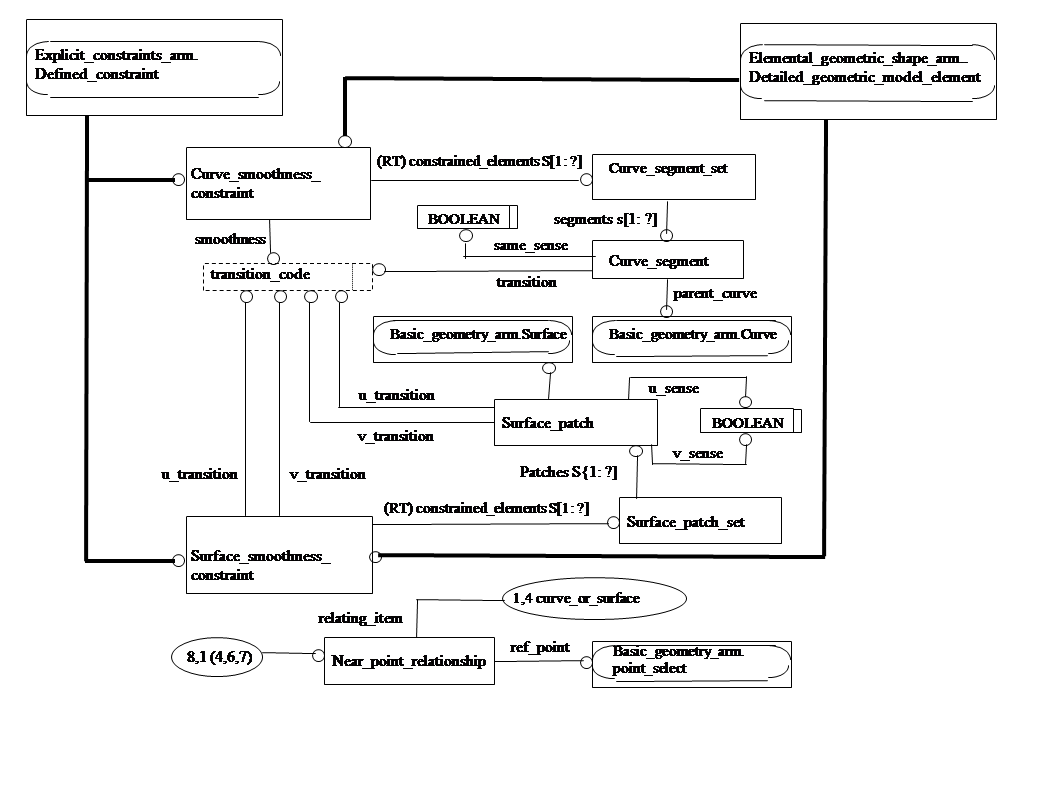 Explicit_constraints_arm.
Defined_constraint
Elemental_geometric_shape_arm.
Detailed_geometric_model_element
(RT) constrained_elements S[1: ?]
Curve_smoothness_
constraint
Curve_segment_set
BOOLEAN
segments s[1: ?]
smoothness
same_sense
Curve_segment
transition_code
transition
parent_curve
Basic_geometry_arm.Surface
Basic_geometry_arm.Curve
u_transition
u_sense
Surface_patch
BOOLEAN
v_transition
v_sense
u_transition
v_transition
Patches S{1: ?]
(RT) constrained_elements S[1: ?]
Surface_patch_set
Surface_smoothness_
constraint
1,4 curve_or_surface
relating_item
8,1 (4,6,7)
Near_point_relationship
ref_point
Basic_geometry_arm.
point_select